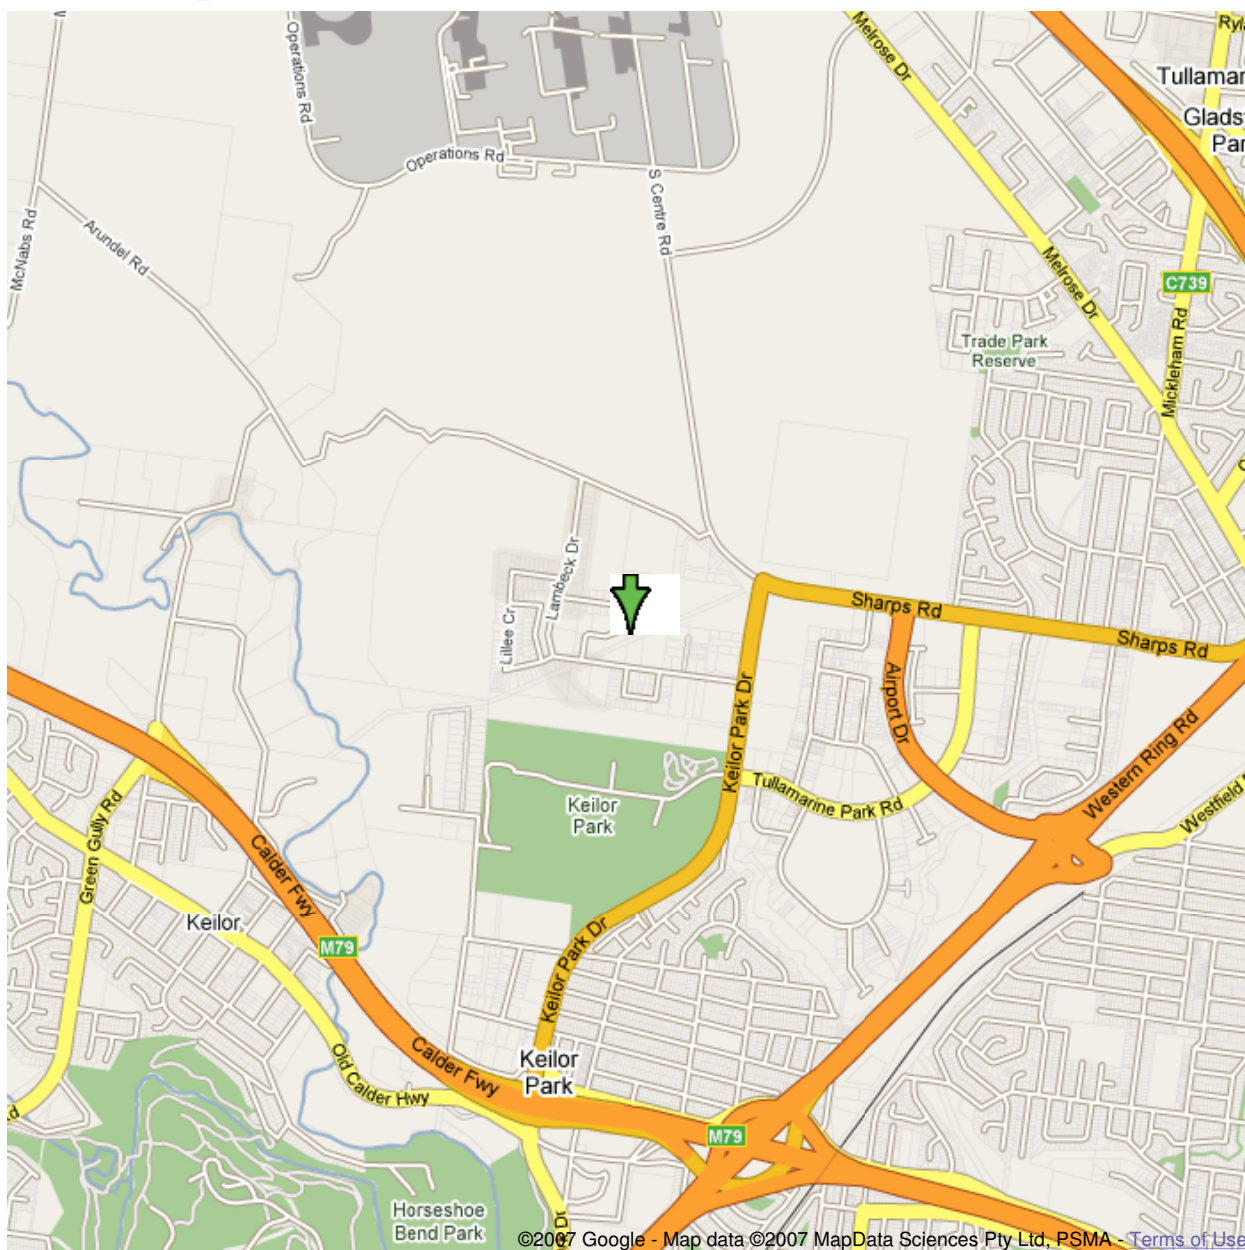 Operations Rd
Melrose Dr
Tullamar
Gladst
Par
Operations Rd
S Centre Rd
McNabs Rd
Arundel Rd
Melrose Dr
C739
Trade Park
Reserve
Mickleham Rd
Lambeck Dr
Lillee Cr
Sharps Rd
Sharps Rd
Airport Dr
Keilor Park Dr
Western Ring Rd
Tullamarine Park Rd
Westfield
Keilor
Park
Green Gully Rd
Calder Fwy
Keilor
M79
Keilor Park Dr
Old Calder Hwy
Calder Fwy
Keilor
Park
M79
Horseshoe
Bend Park
Dr
©2007 Google - Map data ©2007 MapData Sciences Pty Ltd, PSMA - Terms of Use